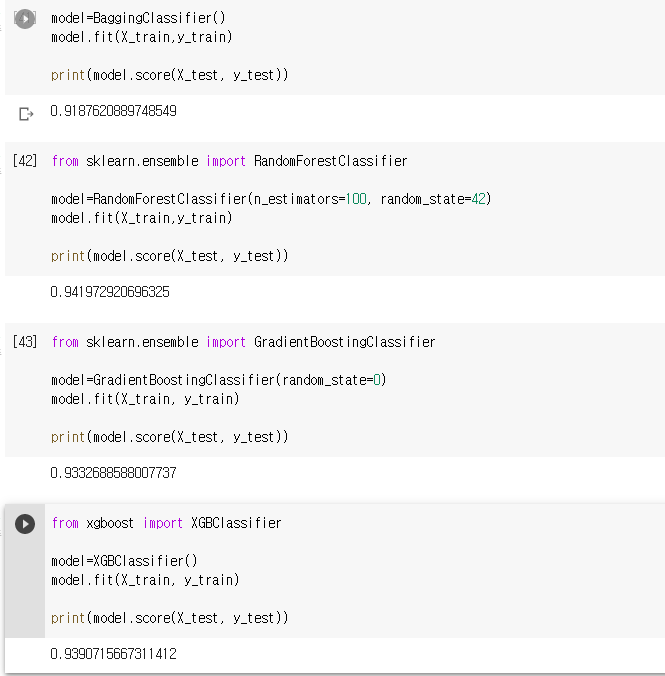 model=BaggingClassifier()
model.fit(X_train,y_train)
print(model.score(X_test, y_test))
0.9187620889748549
[42] from sklearn.ensemble import RandomForestClassifier
model=RandomForestClassifier(n_estimators=100, random_state=42)
model.fit(X_train,y_train)
print(model.score(X_test, y_test))
0.941972920696325
[43] from sklearn.ensemble import GradientBoostingClassifier
model=GradientBoostingClassifier(random_state=0)
model.fit(X_train, y_train)
print(model.score(X_test, y_test))
0.9332688588007737
from xgboost import XGBClassifier
model=XGBClassifier()
model.fit(X_train, y_train)
print(model.score(X_test, y_test))
0.9390715667311412